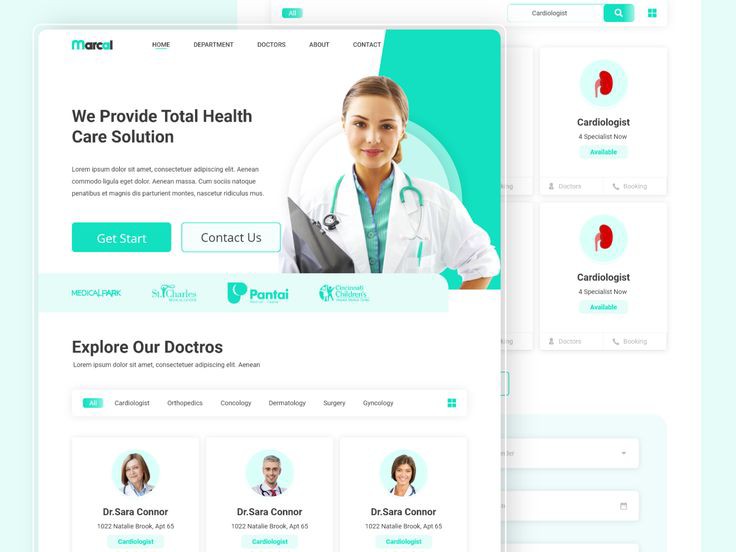 marcal
HOME DEPARTMENT DOCTORS ABOUT CONTACT
We Provide Total Health
Care Solution
Lorem ipsum dolor sit amet, consectetuer adipiscing elit. Aenean
commodo ligula eget dolor. Aenean massa. Cum sociis natoque
penatibus et magnis dis parturient montes, nascetur ridiculus mus.
Get Start Contact Us
MEDICALPARK
St. Charles
Pantai
Cincinnati
Children's
Explore Our Doctros
Lorem ipsum dolor sit amet, consectetuer adipiscing elit. Aenean
All Cardiologist Orthopedics Concology Dermatology Surgery Gyncology
Dr.Sara Connor Dr.Sara Connor Dr.Sara Connor
1022 Natalie Brook, Apt 65 1022 Natalie Brook, Apt 65 1022 Natalie Brook, Apt 65
Cardiologist Cardiologist Cardiologist
All Cardiologist
Cardiologist
4 Specialist Now
Available
Doctors Booking
Cardiologist
4 Specialist Now
Available
Doctors Booking